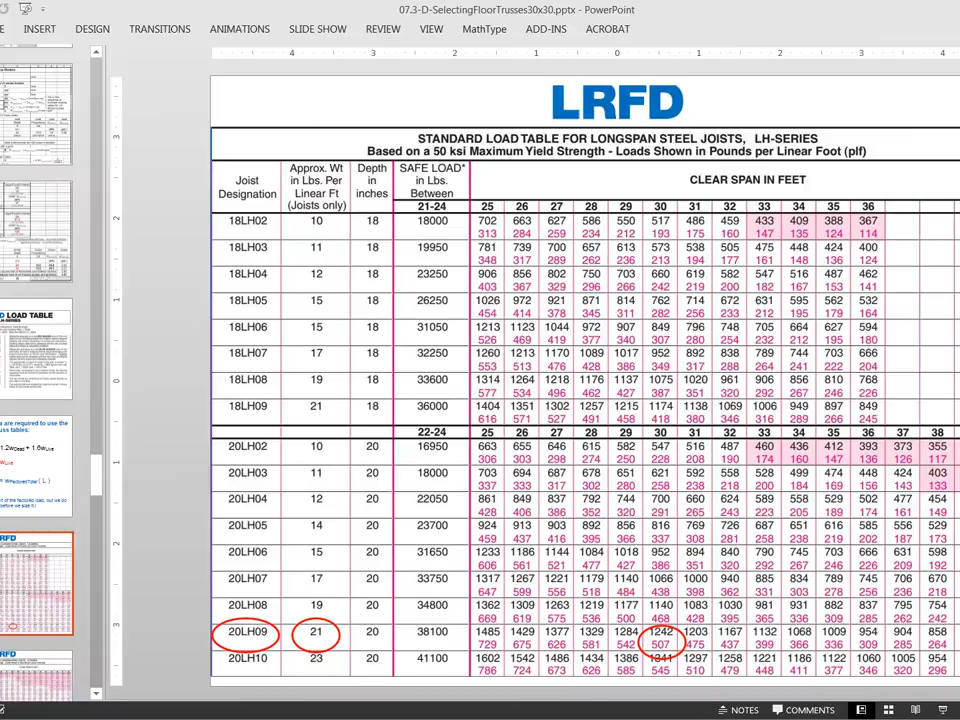 07.3-D-SelectingFloorTrusses30x30.pptx - PowerPoint
E INSERT DESIGN TRANSITIONS ANIMATIONS SLIDE SHOW REVIEW VIEW MathType ADD-INS ACROBAT
4 3 2 1 0 1 2 3 4
LRFD
STANDARD LOAD TABLE FOR LONGSPAN STEEL JOISTS, LH-SERIES
Based on a 50 ksi Maximum Yield Strength - Loads Shown in Pounds per Linear Foot (plf)
Joist Designation
Approx. Wt in Lbs. Per Linear Ft (Joists only)
Depth in inches
SAFE LOAD* in Lbs. Between
CLEAR SPAN IN FEET
21-24 25 26 27 28 29 30 31 32 33 34 35 36
18LH02 10 18 18000 702 663 627 586 550 517 486 459 433 409 388 367
313 284 259 234 212 193 175 160 147 135 124 114
18LH03 11 18 19950 781 739 700 657 613 573 538 505 475 448 424 400
348 317 289 262 236 213 194 177 161 148 136 124
18LH04 12 18 23250 906 856 802 750 703 660 619 582 547 516 487 462
403 367 329 296 266 242 219 200 182 167 153 141
18LH05 15 18 26250 1026 972 921 871 814 762 714 672 631 595 562 532
454 414 378 345 311 282 256 233 212 195 179 164
18LH06 15 18 31050 1213 1123 1044 972 907 849 796 748 705 664 627 594
526 469 419 377 340 307 280 254 232 212 195 180
18LH07 17 18 32250 1260 1213 1170 1089 1017 952 892 838 789 744 703 666
553 513 476 428 386 349 317 288 264 241 222 204
18LH08 19 18 33600 1314 1264 1218 1176 1137 1075 1020 961 906 856 810 768
577 534 496 462 427 387 351 320 292 267 246 226
18LH09 21 18 36000 1404 1351 1302 1257 1215 1174 1138 1069 1006 949 897 849
616 571 527 491 458 418 380 346 316 289 266 245
22-24 25 26 27 28 29 30 31 32 33 34 35 36 37 38
20LH02 10 20 16950 663 655 646 615 582 547 516 487 460 436 412 393 373 355
306 303 298 274 250 228 208 190 174 160 147 136 126 117
20LH03 11 20 18000 703 694 687 678 651 621 592 558 528 499 474 448 424 403
337 333 317 302 280 258 238 218 200 184 169 156 143 133
20LH04 12 20 22050 861 849 837 792 744 700 660 624 589 558 529 502 477 454
428 406 386 352 320 291 265 243 223 205 189 174 161 149
20LH05 14 20 23700 924 913 903 892 856 816 769 726 687 651 616 585 556 529
459 437 416 395 366 337 308 281 258 238 219 202 187 173
20LH06 15 20 31650 1233 1186 1144 1084 1018 952 894 840 790 745 703 666 631 598
606 561 521 477 427 386 351 320 292 267 246 226 209 192
20LH07 17 20 33750 1317 1267 1221 1179 1140 1066 1000 940 885 834 789 745 706 670
647 599 556 518 484 438 398 362 331 303 278 256 236 218
20LH08 19 20 34800 1362 1309 1263 1219 1177 1140 1083 1030 981 931 882 837 795 754
669 619 575 536 500 468 428 395 365 336 309 285 262 242
20LH09 21 20 38100 1485 1429 1377 1329 1284 1242 1203 1167 1132 1068 1009 954 904 858
729 675 626 581 542 507 475 437 399 366 336 309 285 264
20LH10 23 20 41100 1602 1542 1486 1434 1386 1341 1297 1258 1221 1186 1122 1060 1005 954
786 724 673 626 585 545 510 479 448 411 377 346 320 296
LOAD TABLE
a are required to use the
uss tables:
NOTES COMMENTS